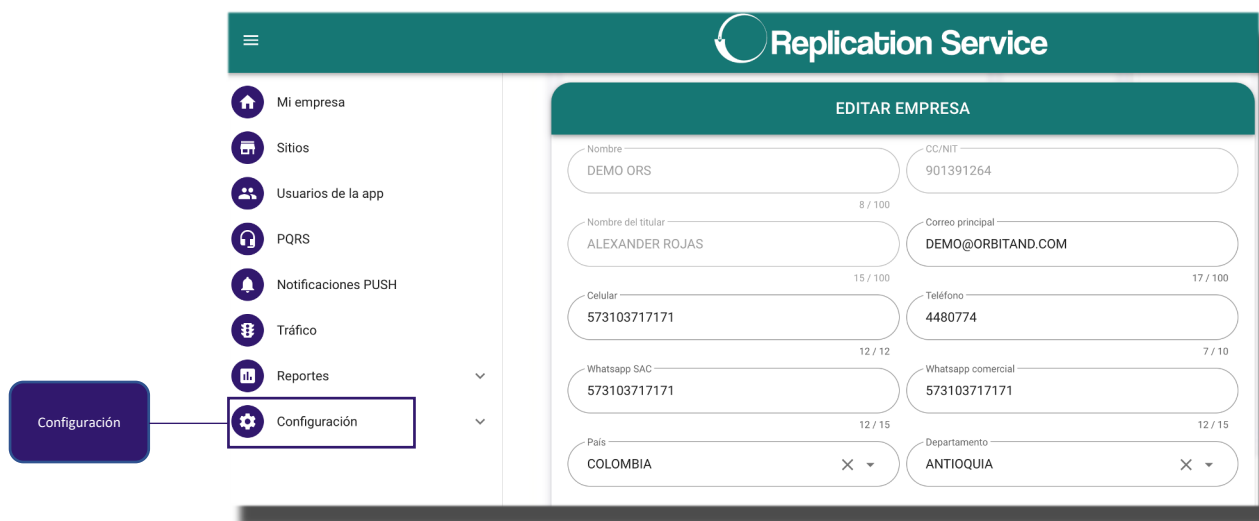 Replication Service
Mi empresa
Sitios
Usuarios de la app
PQRS
Notificaciones PUSH
Tráfico
Reportes
Configuración
Configuración
EDITAR EMPRESA
Nombre
DEMO ORS
8 / 100
CC/NIT
901391264
Nombre del titular
ALEXANDER ROJAS
15 / 100
Correo principal
DEMO@ORBITAND.COM
17 / 100
Celular
573103717171
12 / 12
Teléfono
4480774
7 / 10
Whatsapp SAC
573103717171
12 / 15
Whatsapp comercial
573103717171
12 / 15
País
COLOMBIA
Departamento
ANTIOQUIA